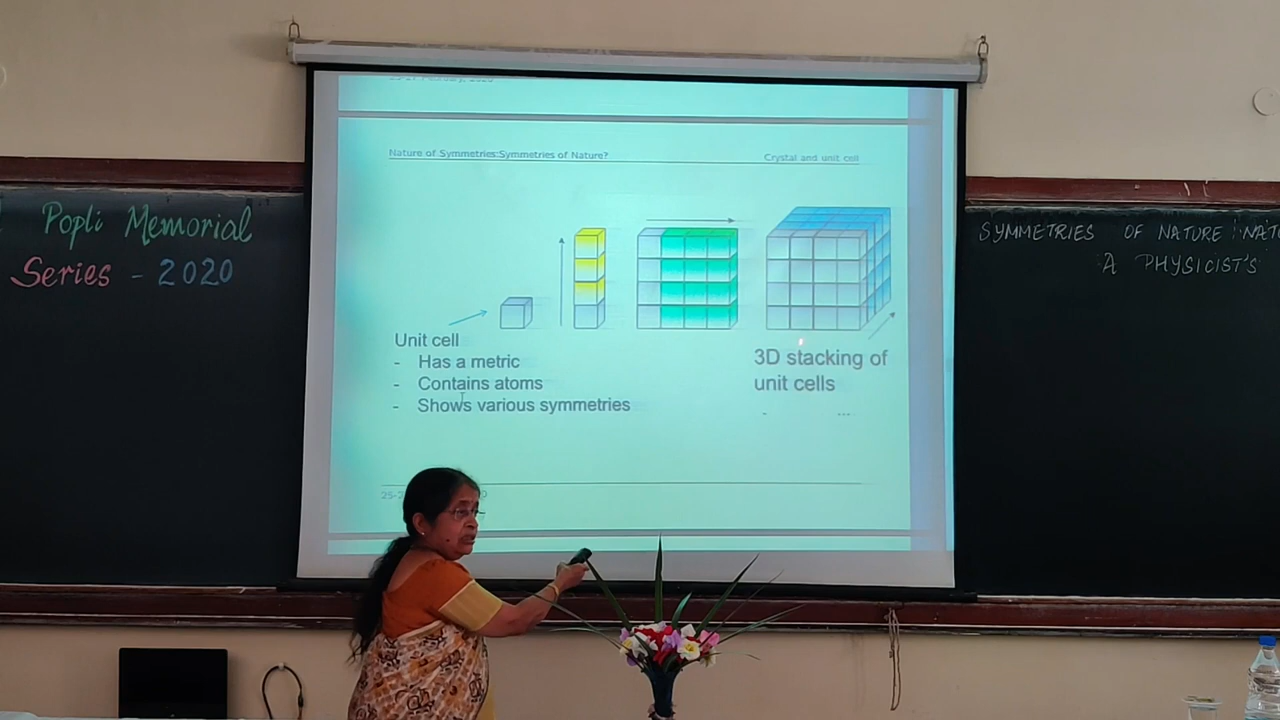 Popli Memorial
Series - 2020
Nature of Symmetries:Symmetries of Nature?
Crystal and unit cell
Unit cell
- Has a metric
- Contains atoms
- Shows various symmetries
3D stacking of
unit cells
SYMMETRIES OF NATURE
A PHYSICIST'S